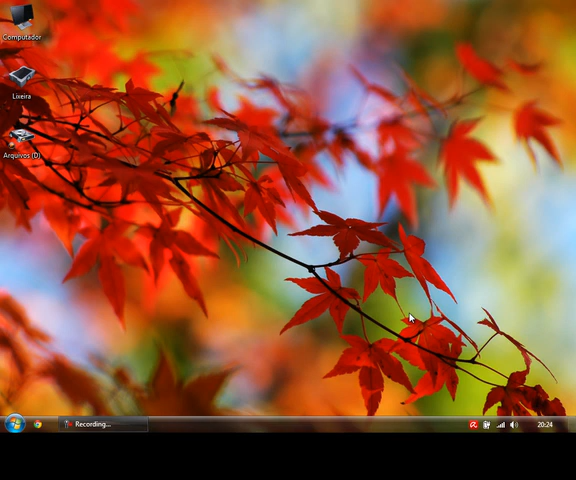 Computador
Lixeira
Arquivos (D)
Recording...
20:24